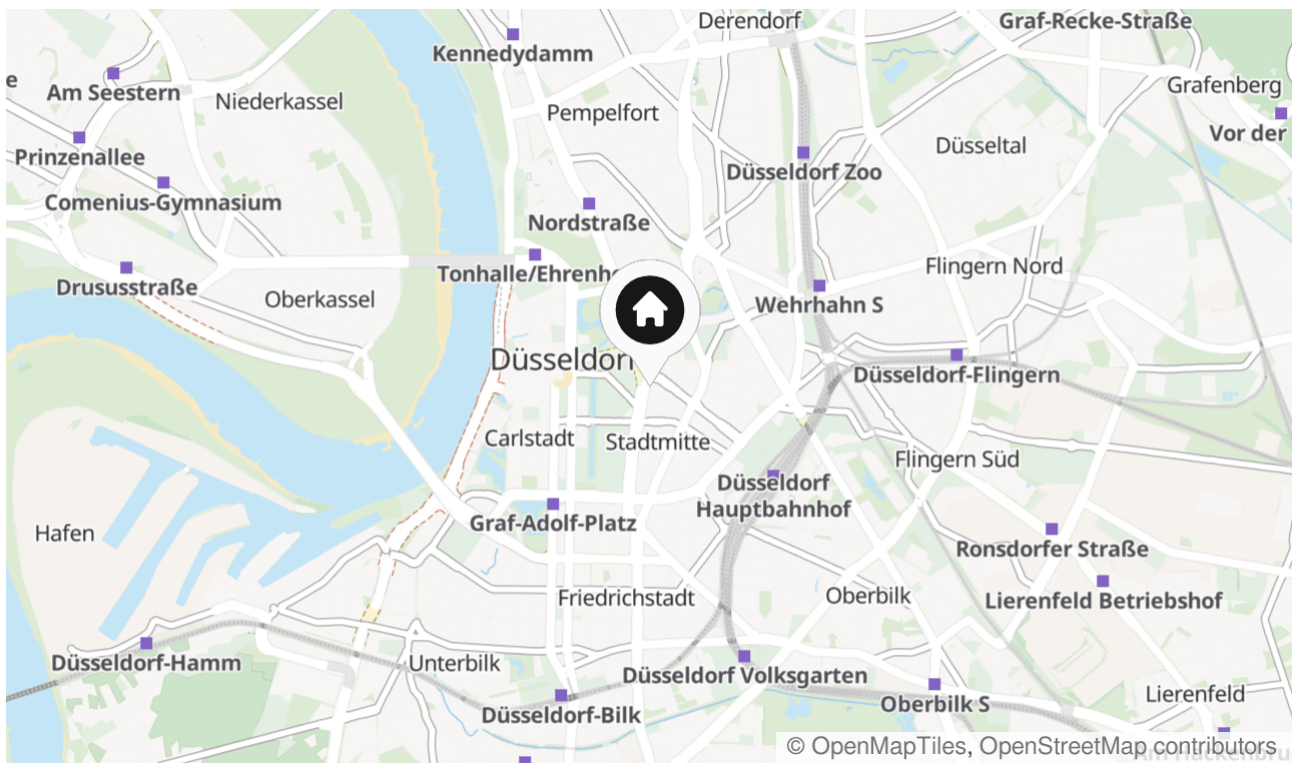 Derendorf
Graf-Recke-Straße
Kennedydamm
e
Am Seestern
Niederkassel
Grafenberg
Pempelfort
Vor der
Prinzenallee
Düsseltal
Düsseldorf Zoo
Comenius-Gymnasium
Nordstraße
Tonhalle/Ehrenho
Flingern Nord
Drususstraße
Oberkassel
Wehrhahn S
Düsseldorf
Düsseldorf-Flingern
Carlstadt
Stadtmitte
Flingern Süd
Düsseldorf
Hauptbahnhof
Graf-Adolf-Platz
Hafen
Ronsdorfer Straße
Friedrichstadt
Oberbilk
Lierenfeld Betriebshof
Düsseldorf-Hamm
Unterbilk
Düsseldorf Volksgarten
Lierenfeld
Oberbilk S
Düsseldorf-Bilk
© OpenMapTiles, OpenStreetMap contributors